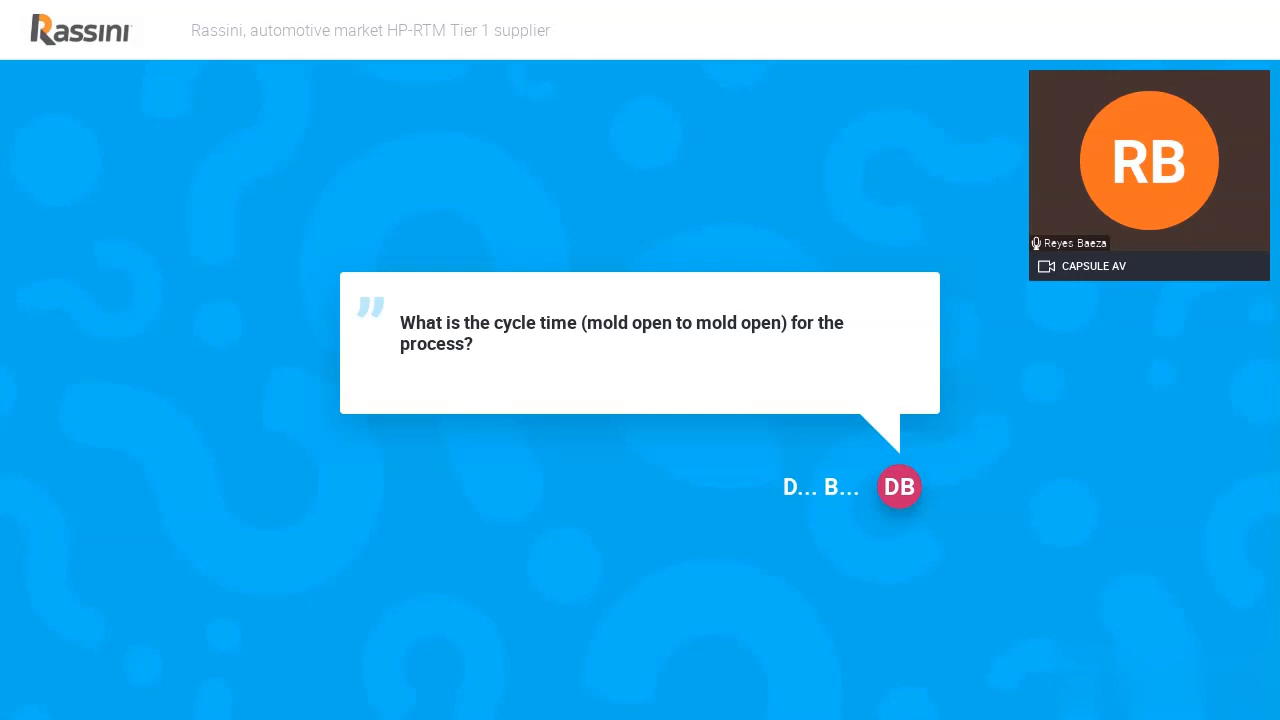 Rassini
Rassini, automotive market HP-RTM Tier 1 supplier
RB
Reyes Baeza
CAPSULE AV
” What is the cycle time (mold open to mold open) for the
process?
D... B... DB